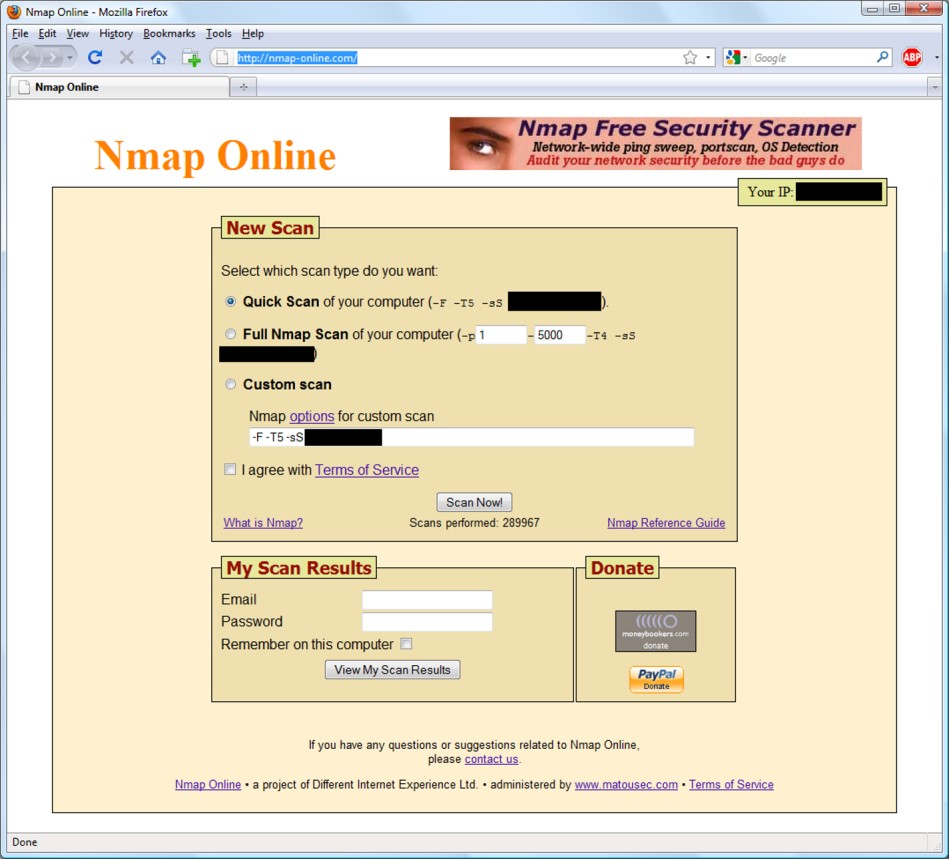 Nmap Online - Mozilla Firefox
File Edit View History Bookmarks Tools Help
http://nmap-online.com/
Google
ABP
Nmap Online
Nmap Online
Nmap Free Security Scanner
Network-wide ping sweep, portscan, OS Detection
Audit your network security before the bad guys do
Your IP:
New Scan
Select which scan type do you want:
Quick Scan of your computer (-F -T5 -sS ).
Full Nmap Scan of your computer (-p 1 - 5000 -T4 -sS
)
Custom scan
Nmap options for custom scan
-F -T5 -sS
I agree with Terms of Service
Scan Now!
What is Nmap? Scans performed: 289967 Nmap Reference Guide
My Scan Results
Donate
Email
Password
Remember on this computer
View My Scan Results
moneybookers.com
donate
PayPal
Donate
If you have any questions or suggestions related to Nmap Online,
please contact us.
Nmap Online • a project of Different Internet Experience Ltd. • administered by www.matousec.com • Terms of Service
Done